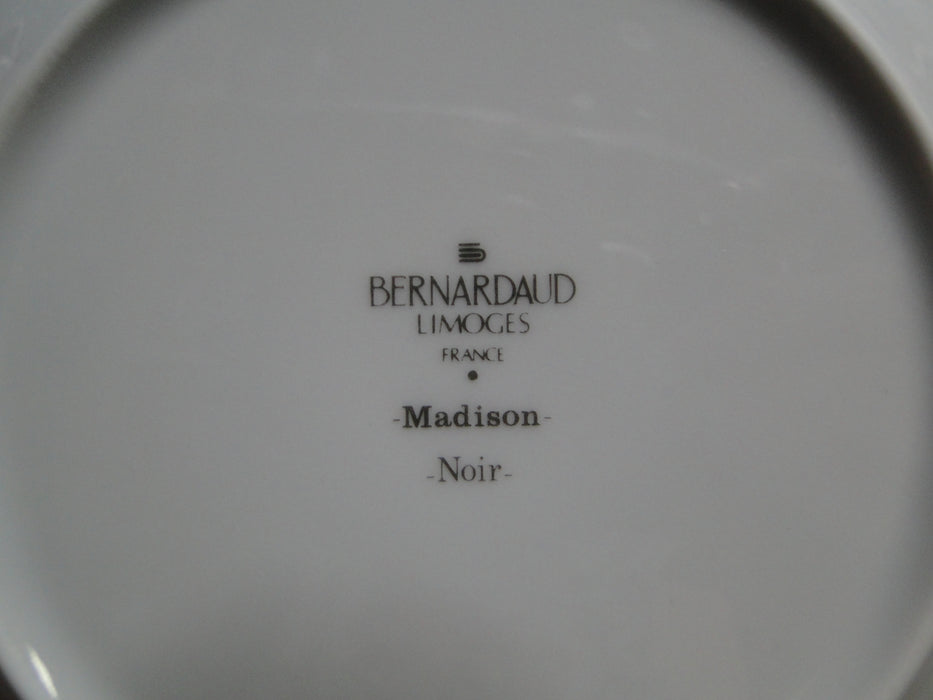 BERNARDAUD
LIMOGES
FRANCE
-Madison-
-Noir-